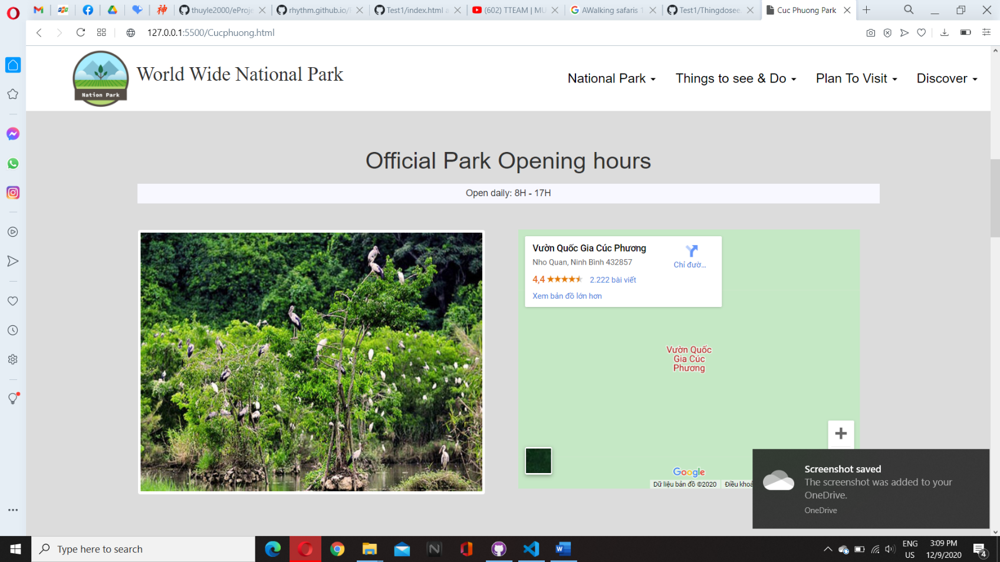 thuyle2000/eProje
rhythm.github.io/
Test1/index.html a
(602) TTEAM | MU
AWalking safaris 1
Test1/Thingdosee.
Cuc Phuong Park
127.0.0.1:5500/Cucphuong.html
Nation Park
World Wide National Park
National Park
Things to see & Do
Plan To Visit
Discover
Official Park Opening hours
Open daily: 8H - 17H
Vườn Quốc Gia Cúc Phương
Nho Quan, Ninh Bình 432857
Chỉ đườ...
4,4
2.222 bài viết
Xem bản đồ lớn hơn
Vườn Quốc
Gia Cúc
Phương
Google
Dữ liệu bản đồ ©2020
Điều khoả
Screenshot saved
The screenshot was added to your
OneDrive.
OneDrive
Type here to search
ENG
US
3:09 PM
12/9/2020
4